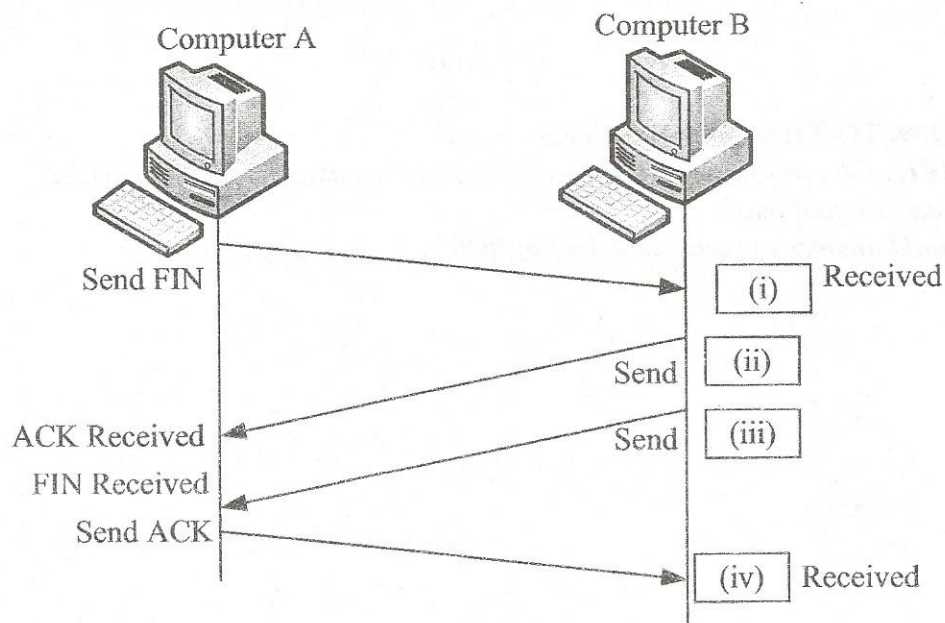 Computer A
Computer B
Send FIN
(i) Received
Send (ii)
ACK Received
Send (iii)
FIN Received
Send ACK
(iv) Received